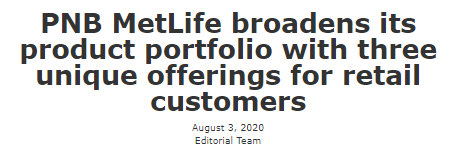 PNB MetLife broadens its
product portfolio with three
unique offerings for retail
customers
August 3, 2020
Editorial Team